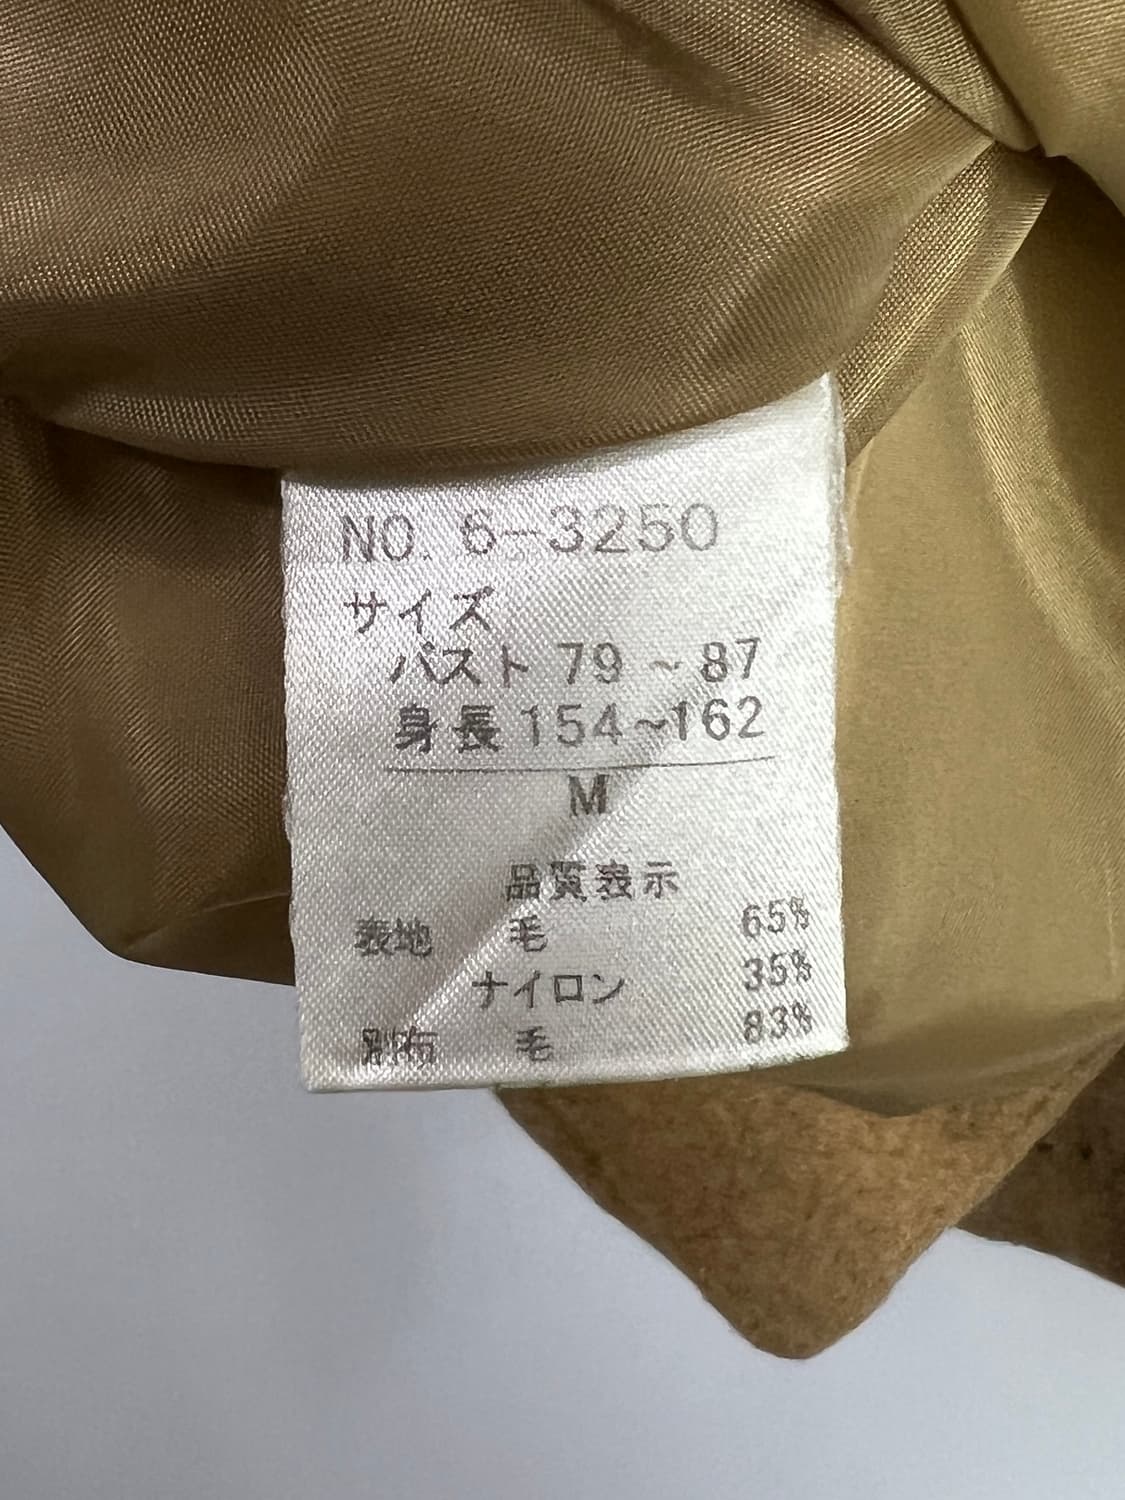 NO. 6-3250
サイズ
バスト 79 ~ 87
身長 154~162
M
品質表示
表地 毛 65%
ナイロン 35%
別布 毛 83%